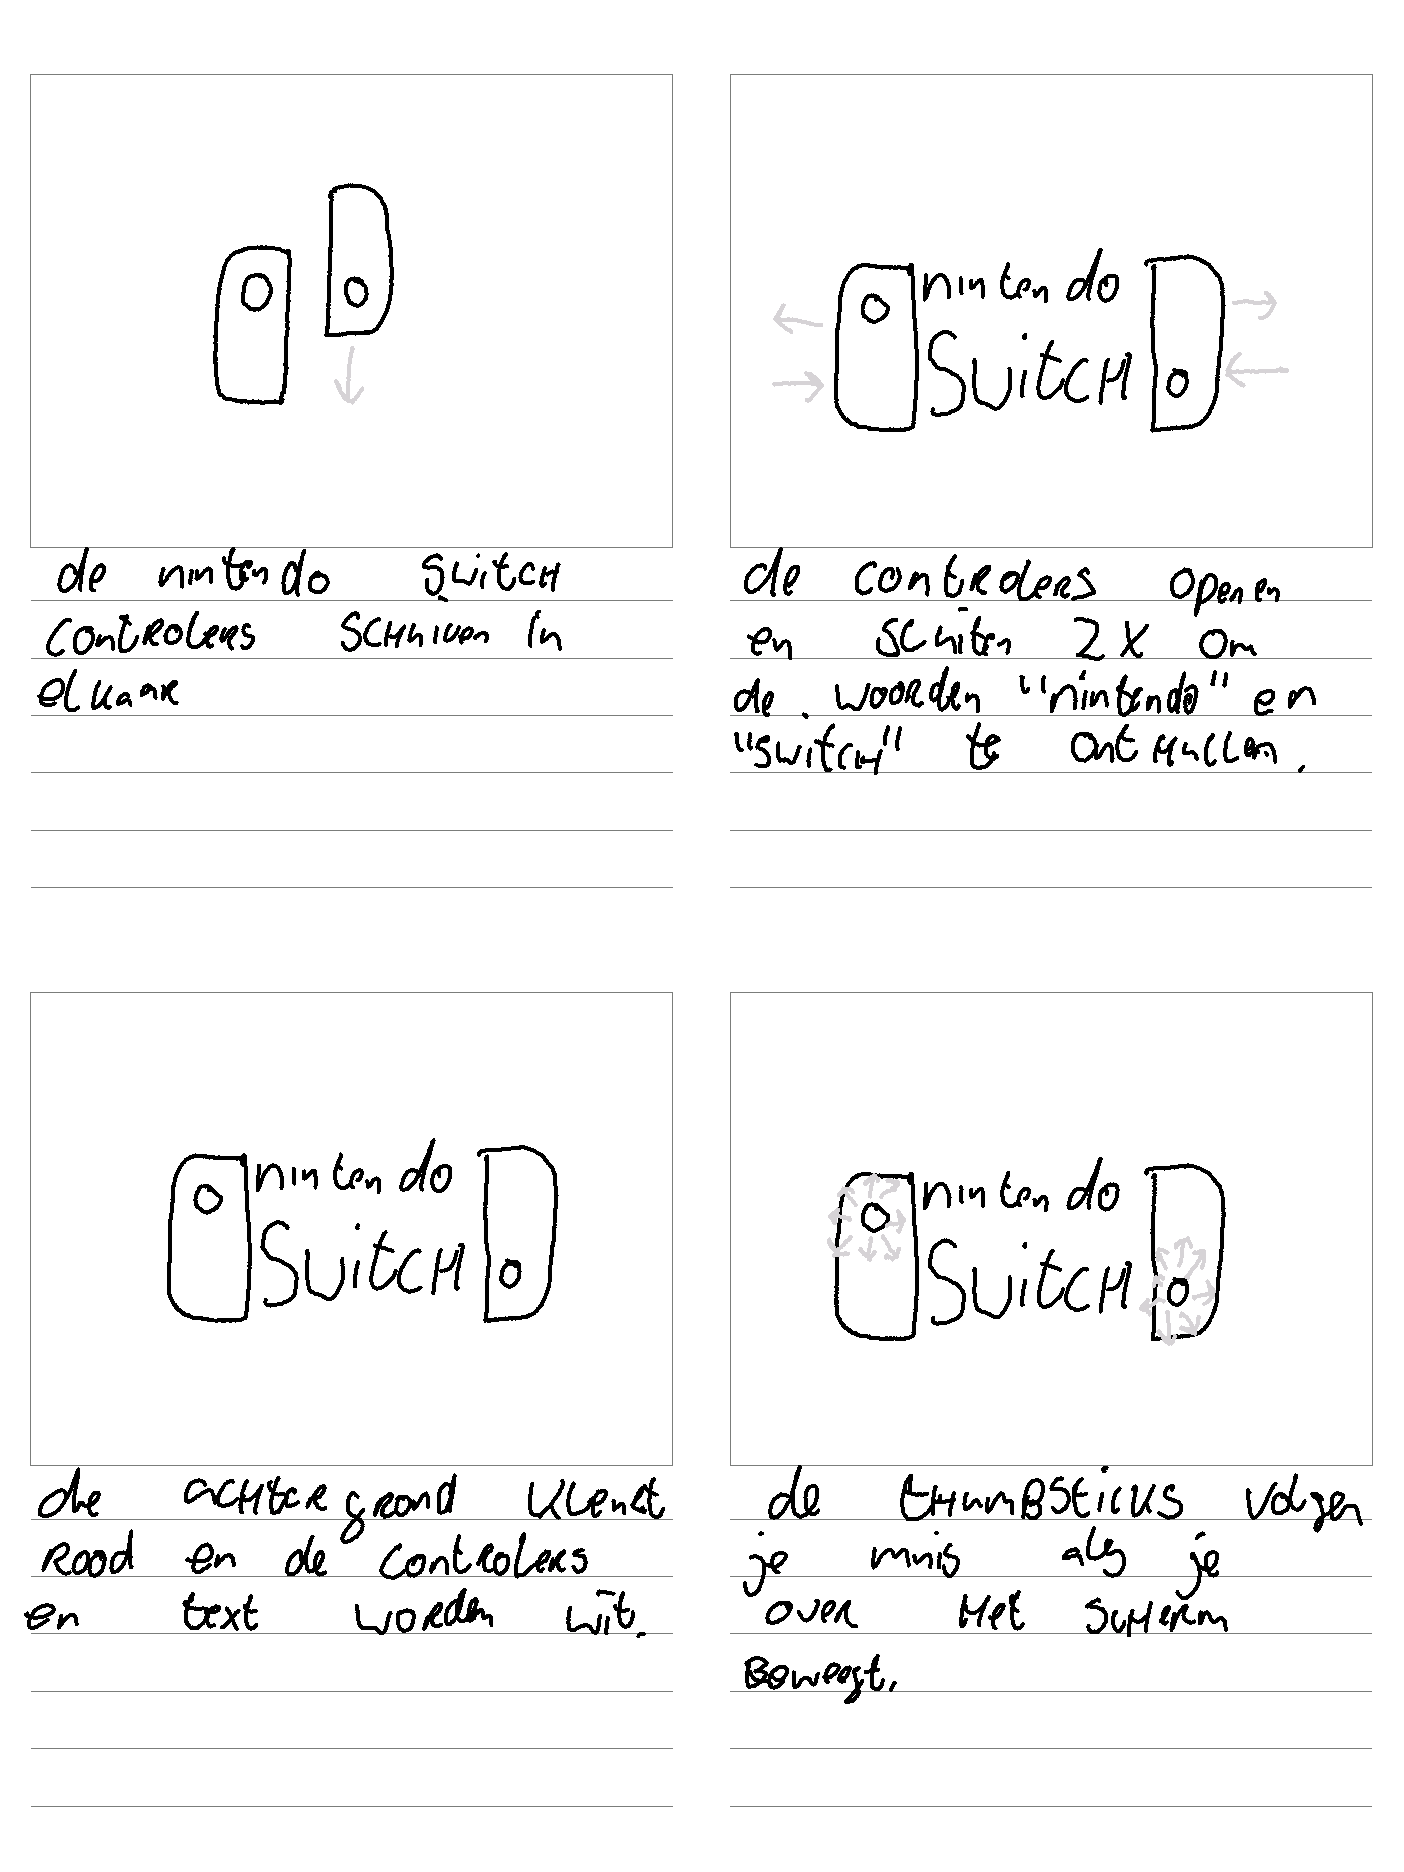 de nintendo switch
controlers schuiven in
elkaar
nintendo
Switch
de controlers openen
en sluiten 2x om
de woorden "nintendo" en
"switch" te onthullen.
nintendo
Switch
de achtergrond kleurt
rood en de controlers
en text worden wit.
nintendo
Switch
de thumbsticks volgen
je muis als je
over het scherm
beweegt.